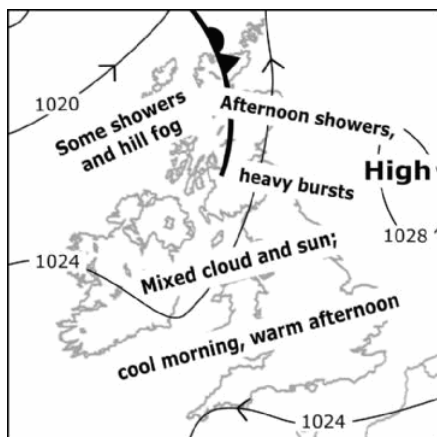 1020
Some showers
and hill fog
Afternoon showers,
heavy bursts
High
1028
1024
Mixed cloud and sun;
cool morning, warm afternoon
1024